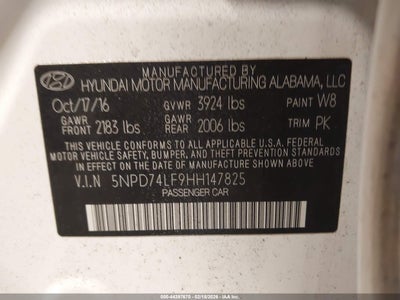 MANUFACTURED BY
HYUNDAI MOTOR MANUFACTURING ALABAMA, LLC
Oct/17/16 GVWR 3924 lbs PAINT W8
GAWR FRONT 2183 lbs GAWR REAR 2006 lbs TRIM PK
THIS VEHICLE CONFORMS TO ALL APPLICABLE
FEDERAL MOTOR VEHICLE
SAFETY, BUMPER, AND THEFT PREVENTION
STANDARDS IN EFFECT ON THE DATE OF
MANUFACTURE SHOWN ABOVE.
V.I.N 5NPD74LF9HH147825
PASSENGER CAR